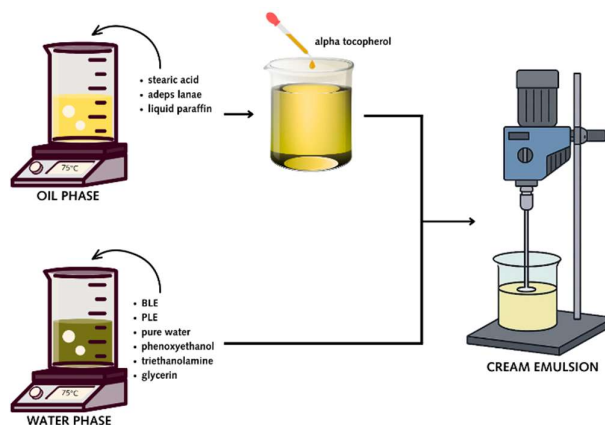 alpha tocopherol
• stearic acid
• adeps lanae
• liquid paraffin
75°C
OIL PHASE
• BLE
• PLE
• pure water
• phenoxyethanol
• triethanolamine
• glycerin
75°C
WATER PHASE
CREAM EMULSION